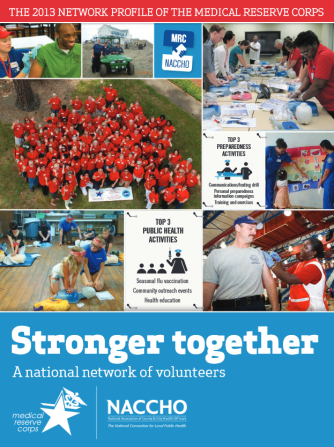 THE 2013 NETWORK PROFILE OF THE MEDICAL RESERVE CORPS
MRC
NACCHO
TOP 3
PREPAREDNESS
ACTIVITIES
Communications/finding drill
Personal preparedness
information campaigns
Training and exercises
TOP 3
PUBLIC HEALTH
ACTIVITIES
Seasonal flu vaccination
Community outreach events
Health education
Stronger together
A national network of volunteers
medical
reserve
corps
NACCHO
National Association of County & City Health Officials
The National Connection for Local Public Health